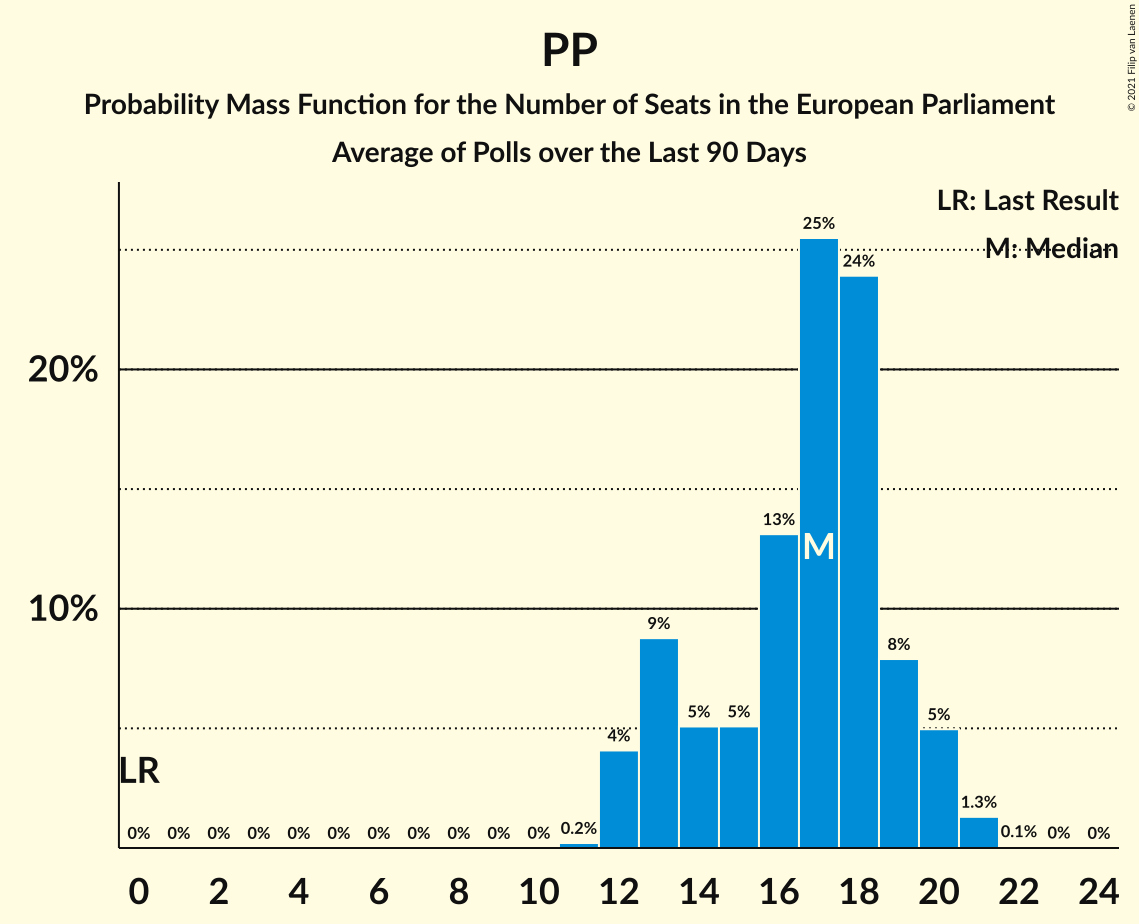 PP
Probability Mass Function for the Number of Seats in the European Parliament
Average of Polls over the Last 90 Days
© 2021 Filip van Laenen
LR: Last Result
M: Median
25%
24%
20%
13%
M
10%
9%
8%
5%
5%
5%
4%
LR
1.3%
0% 0% 0% 0% 0% 0% 0% 0% 0% 0% 0% 0.2% 0.1% 0% 0%
0 2 4 6 8 10 12 14 16 18 20 22 24